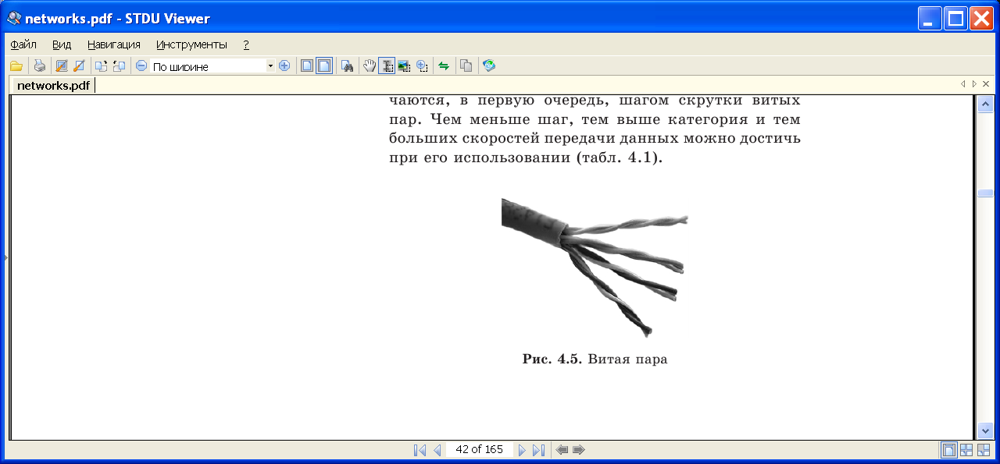 networks.pdf - STDU Viewer
Файл Вид Навигация Инструменты ?
По ширине
networks.pdf
чаются, в первую очередь, шагом скрутки витых
пар. Чем меньше шаг, тем выше категория и тем
больших скоростей передачи данных можно достичь
при его использовании (табл. 4.1).
Рис. 4.5. Витая пара
42 of 165